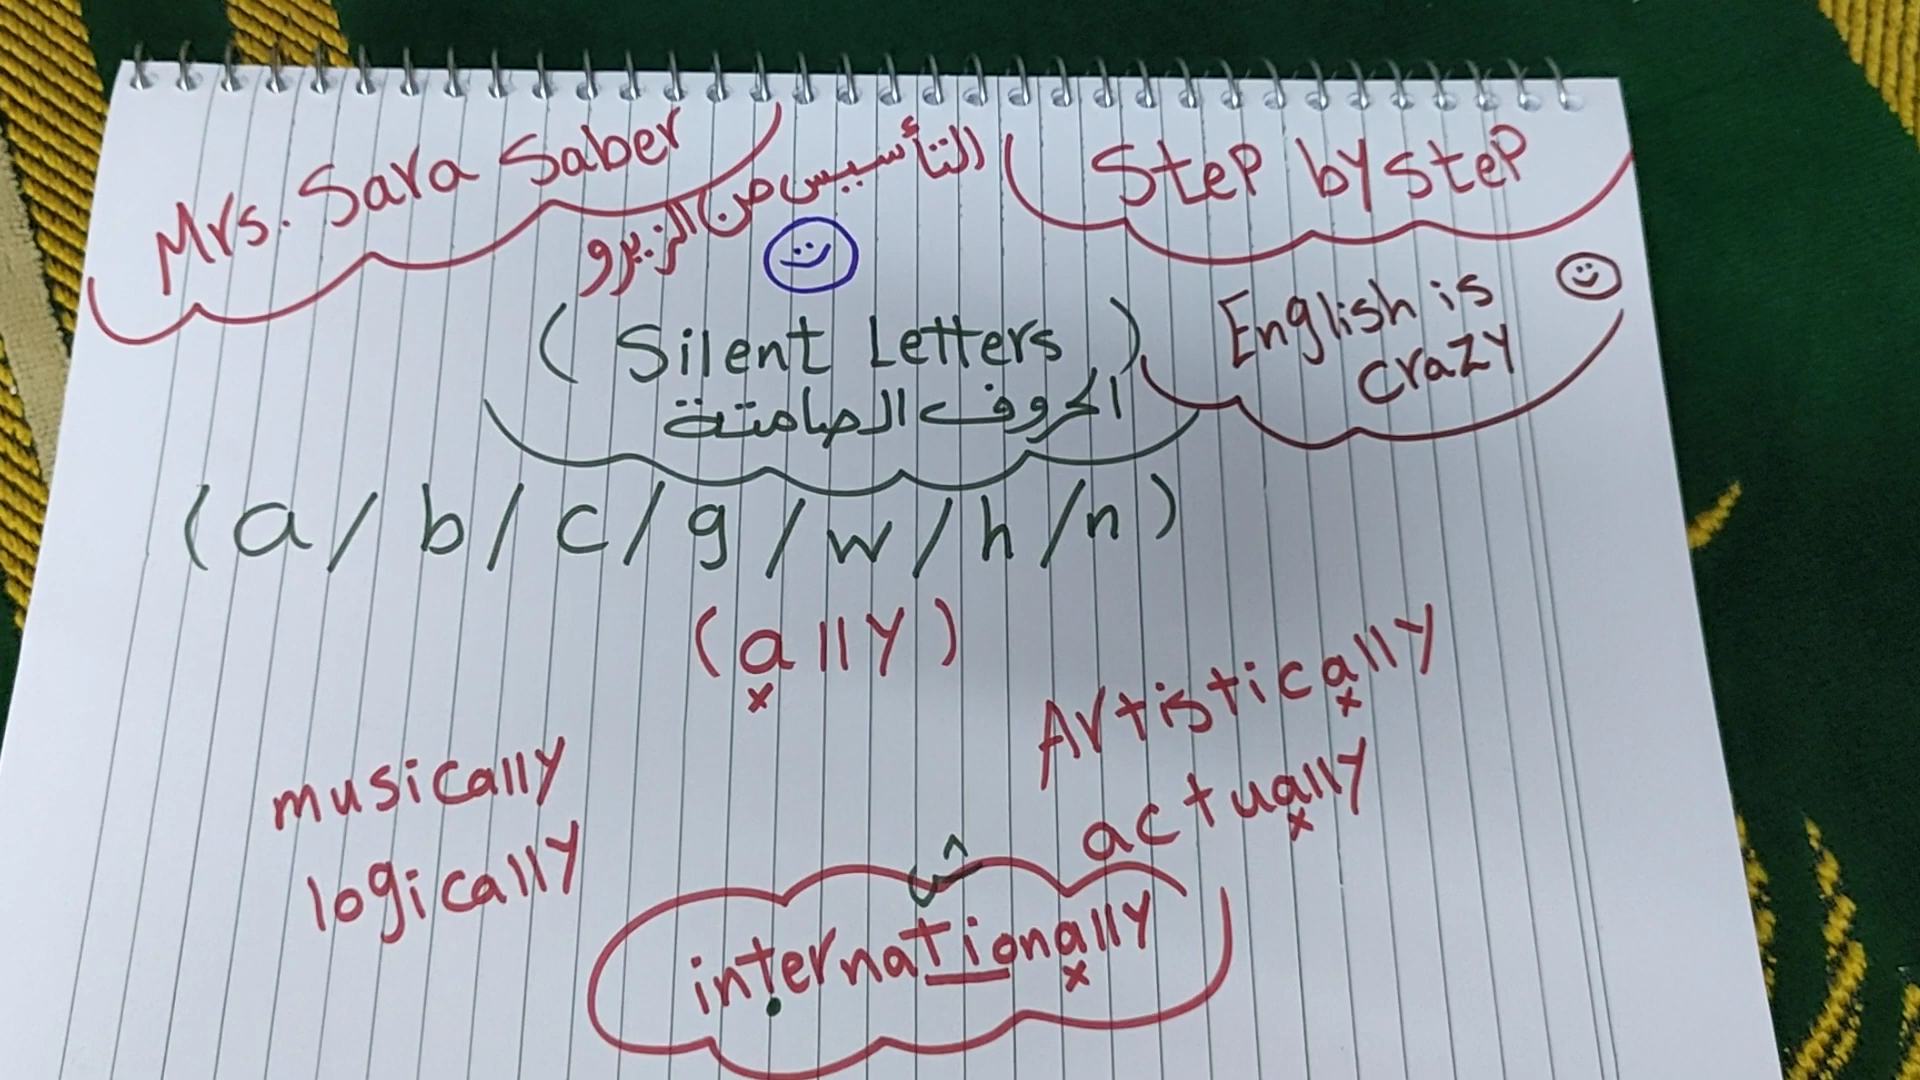 Mrs. Sara Saber
التأسيس من الزيرو
Step by step
(Silent Letters)
الحروف الصامتة
English is
crazy
(a/b/c/g/w/h/n)
(ally)
x
Artistically
x
musically
actually
x
logically
ش
internationally
x